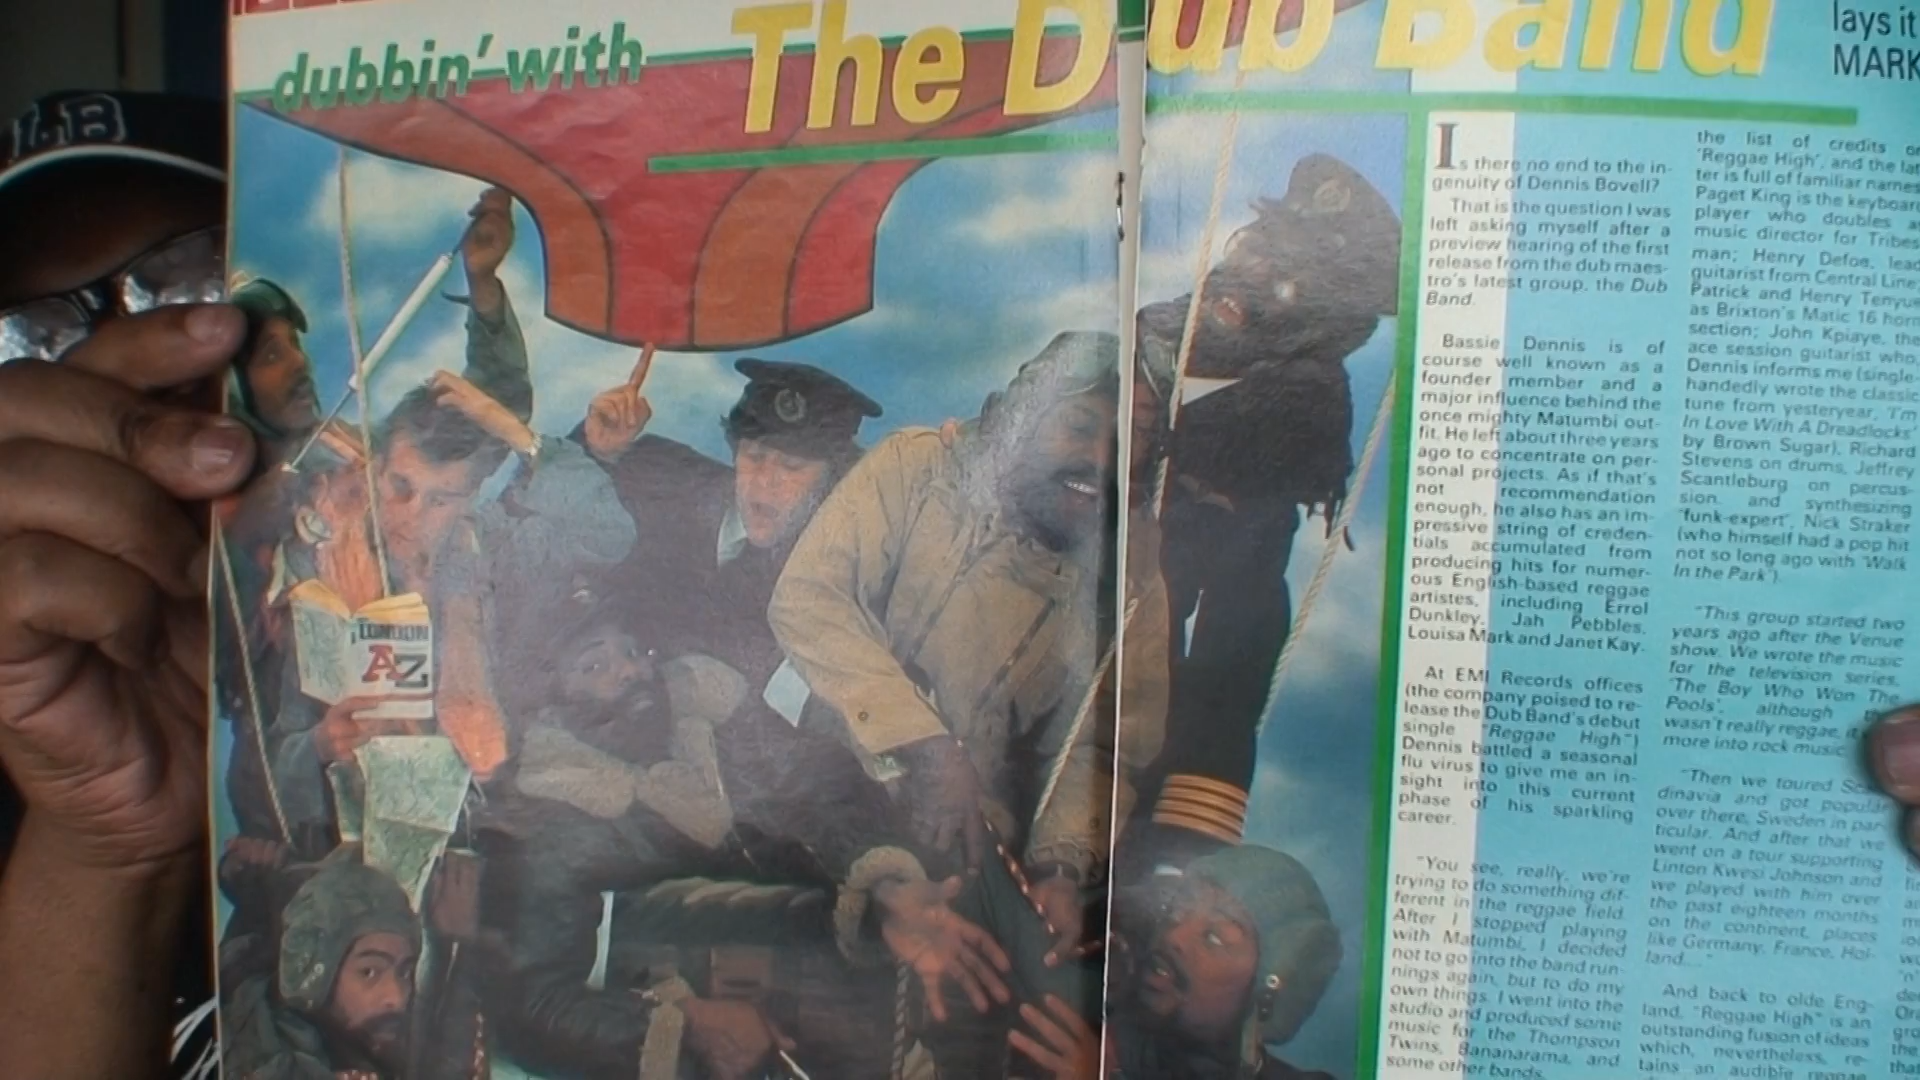 dubbin' with
The Dub Band
lays it
MARK
LB
LONDON
AZ
Is there no end to the in-
genuity of Dennis Bovell?
That is the question I was
left asking myself after a
preview hearing of the first
release from the dub maes-
tro's latest group, the Dub
Band.
Bassie Dennis is of
course well known as a
founder member and a
major influence behind the
once mighty Matumbi out-
fit. He left about three years
ago to concentrate on per-
sonal projects. As if that's
not recommendation
enough, he also has an im-
pressive string of creden-
tials accumulated from
producing hits for numer-
ous English-based reggae
artistes, including Errol
Dunkley, Jah Pebbles,
Louisa Mark and Janet Kay.
At EMI Records offices
(the company poised to re-
lease the Dub Band's debut
single "Reggae High")
Dennis battled a seasonal
flu virus to give me an in-
sight into this current
phase of his sparkling
career.
"You see, really, we're
trying to do something dif-
ferent in the reggae field.
After I stopped playing
with Matumbi, I decided
not to go into the band run-
nings again, but to do my
own things. I went into the
studio and produced some
music for the Thompson
Twins, Bananarama, and
some other bands.
the list of credits
'Reggae High', and the lat
ter is full of familiar names
Paget King is the keyboard
player who doubles
music director for Tribes
man; Henry Defoe, lead
guitarist from Central Line
Patrick and Henry Tenyue
as Brixton's Matic 16 horn
section; John Kpiaye, the
ace session guitarist who,
Dennis informs me (single-
handedly wrote the classic
tune from yesteryear, 'I'm
In Love With A Dreadlocks'
by Brown Sugar), Richard
Stevens on drums, Jeffrey
Scantleburg on percus-
sion, and synthesizing
'funk-expert', Nick Straker
(who himself had a pop hit
not so long ago with 'Walk
In the Park').
"This group started two
years ago after the Venue
show. We wrote the music
for the television series,
'The Boy Who Won The
Pools', although
wasn't really reggae,
more into rock music
"Then we toured
dinavia and got popular
over there, Sweden in par-
ticular. And after that we
went on a tour supporting
Linton Kwesi Johnson and
we played with him over
the past eighteen months
on the continent, places
like Germany, France, Hol-
land...."
And back to olde Eng-
land. "Reggae High" is an
outstanding fusion of ideas
which, nevertheless, re-
tains an audible reggae